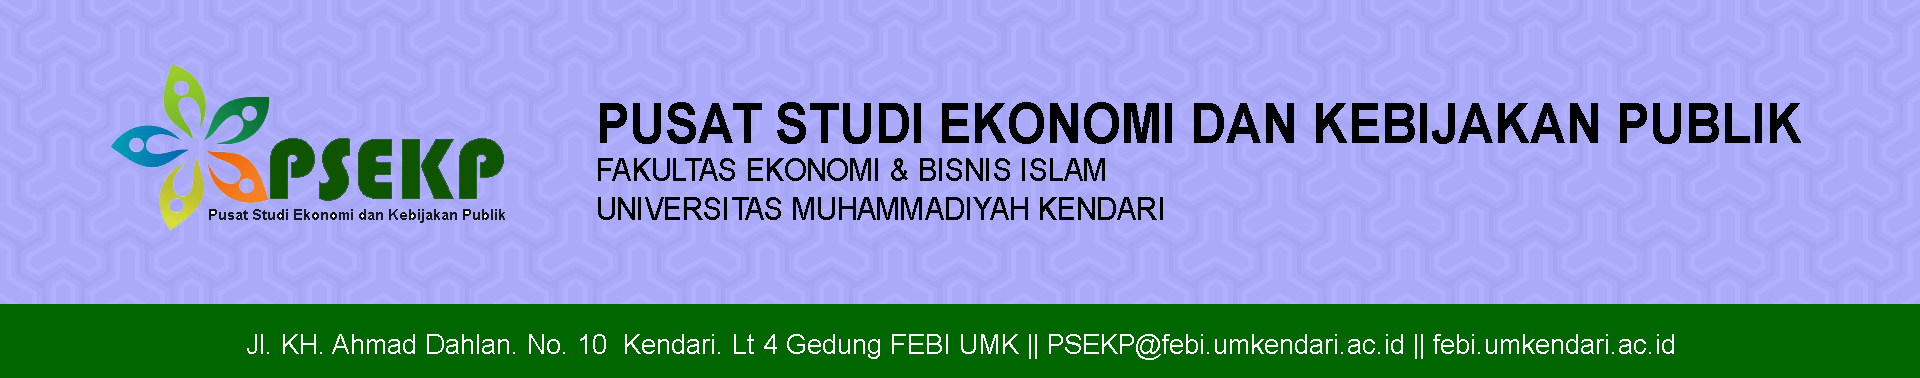 PSEKP
Pusat Studi Ekonomi dan Kebijakan Publik
PUSAT STUDI EKONOMI DAN KEBIJAKAN PUBLIK
FAKULTAS EKONOMI & BISNIS ISLAM
UNIVERSITAS MUHAMMADIYAH KENDARI
Jl. KH. Ahmad Dahlan. No. 10 Kendari. Lt 4 Gedung FEBI UMK || PSEKP@febi.umkendari.ac.id || febi.umkendari.ac.id